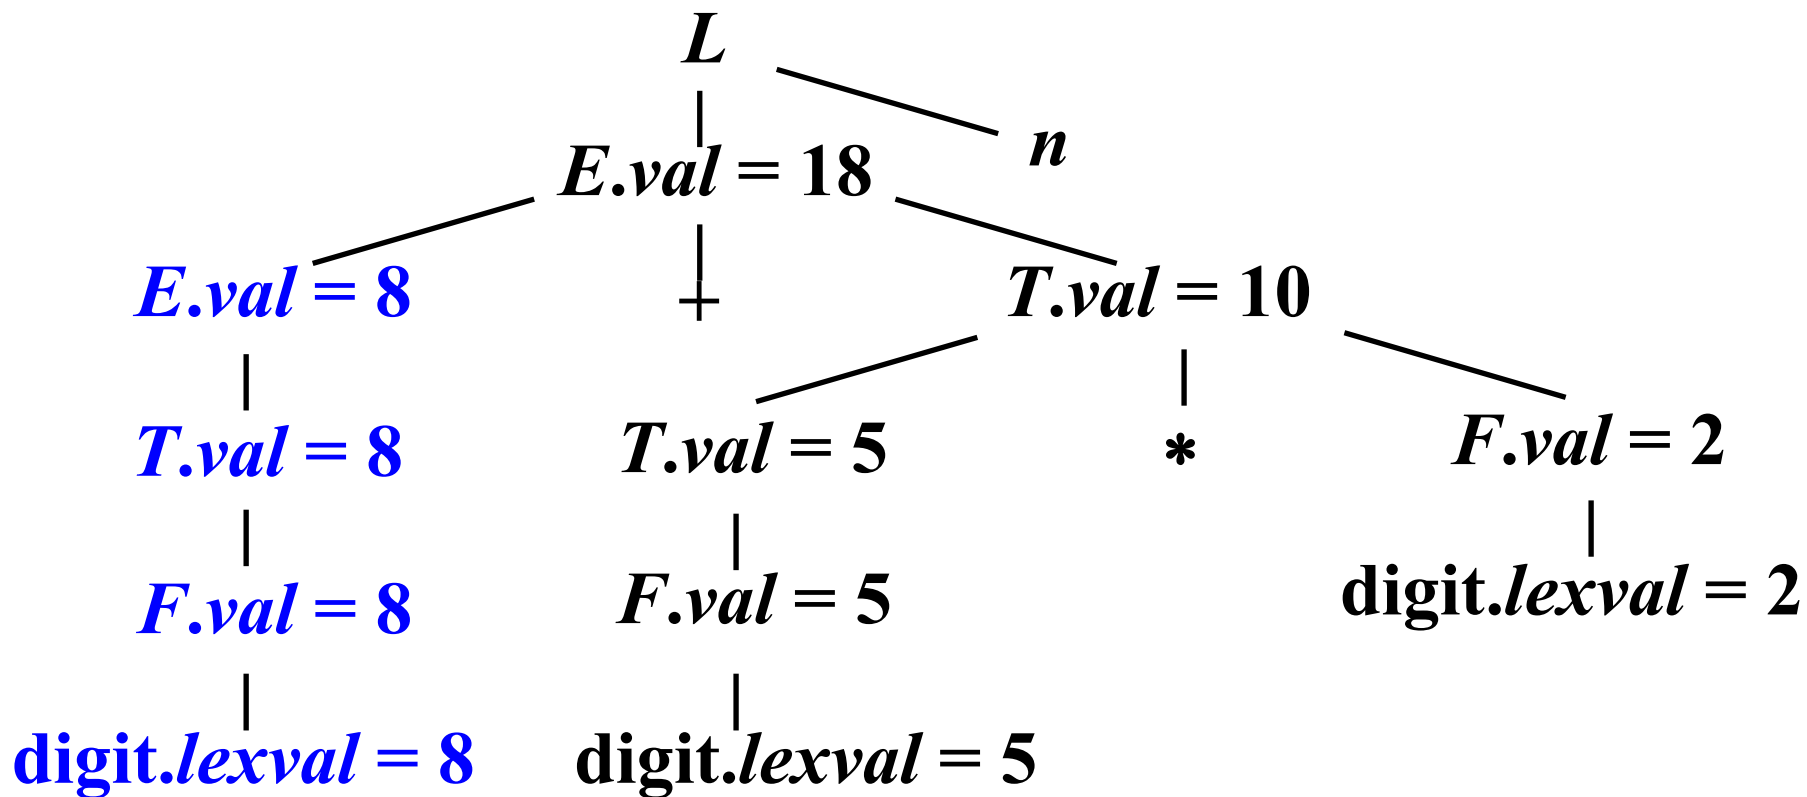 L
n
E.val = 18
E.val = 8
+
T.val = 10
T.val = 8
T.val = 5
*
F.val = 2
F.val = 8
F.val = 5
digit.lexval = 2
digit.lexval = 8
digit.lexval = 5